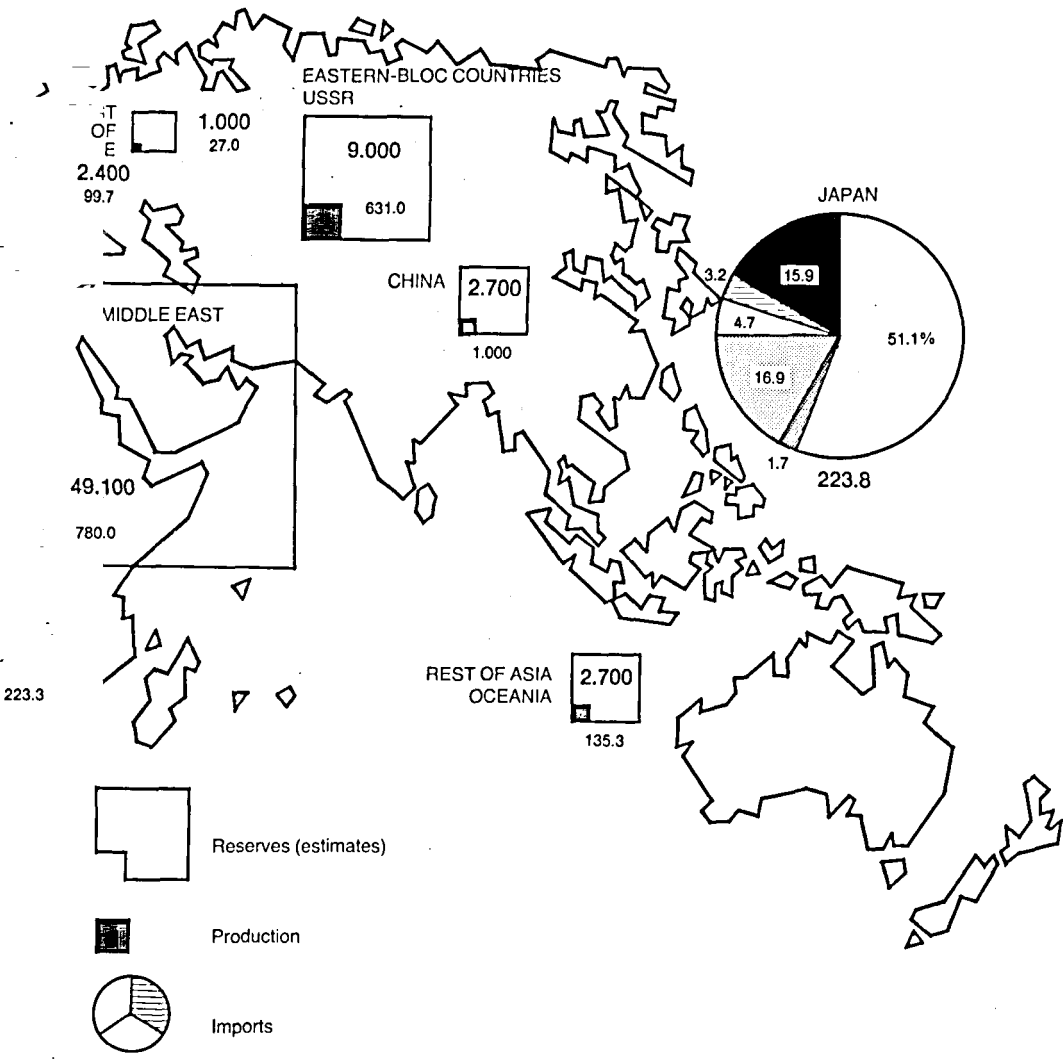 EASTERN-BLOC COUNTRIES
USSR
9.000
631.0
OF
E
1.000
27.0
2.400
99.7
JAPAN
3.2
15.9
4.7
51.1%
16.9
1.7
223.8
CHINA
2.700
1.000
MIDDLE EAST
49.100
780.0
REST OF ASIA
OCEANIA
2.700
135.3
223.3
Reserves (estimates)
Production
Imports